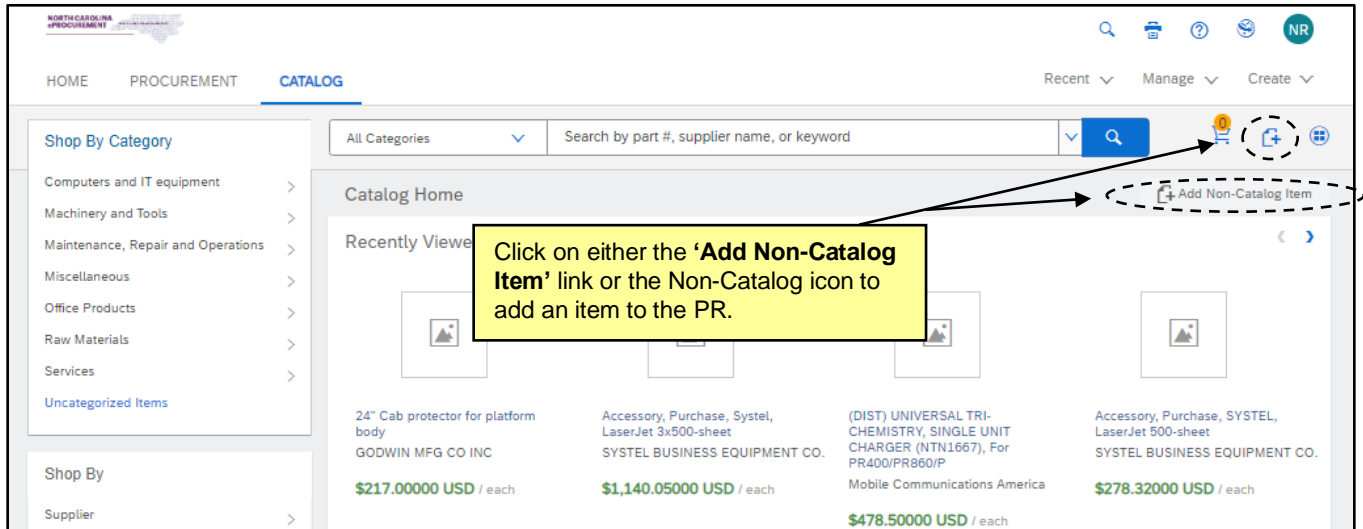 NORTH CAROLINA
ePROCUREMENT
NR
HOME PROCUREMENT CATALOG
Recent Manage Create
Shop By Category
All Categories Search by part #, supplier name, or keyword
0
Computers and IT equipment
Machinery and Tools
Maintenance, Repair and Operations
Miscellaneous
Office Products
Raw Materials
Services
Uncategorized Items
Shop By
Supplier
Catalog Home
Add Non-Catalog Item
Recently Viewe
Click on either the ‘Add Non-Catalog
Item’ link or the Non-Catalog icon to
add an item to the PR.
24" Cab protector for platform
body
GODWIN MFG CO INC
$217.00000 USD / each
Accessory, Purchase, Systel,
LaserJet 3x500-sheet
SYSTEL BUSINESS EQUIPMENT CO.
$1,140.05000 USD / each
(DIST) UNIVERSAL TRI-
CHEMISTRY, SINGLE UNIT
CHARGER (NTN1667), For
PR400/PR860/P
Mobile Communications America
$478.50000 USD / each
Accessory, Purchase, SYSTEL,
LaserJet 500-sheet
SYSTEL BUSINESS EQUIPMENT CO.
$278.32000 USD / each